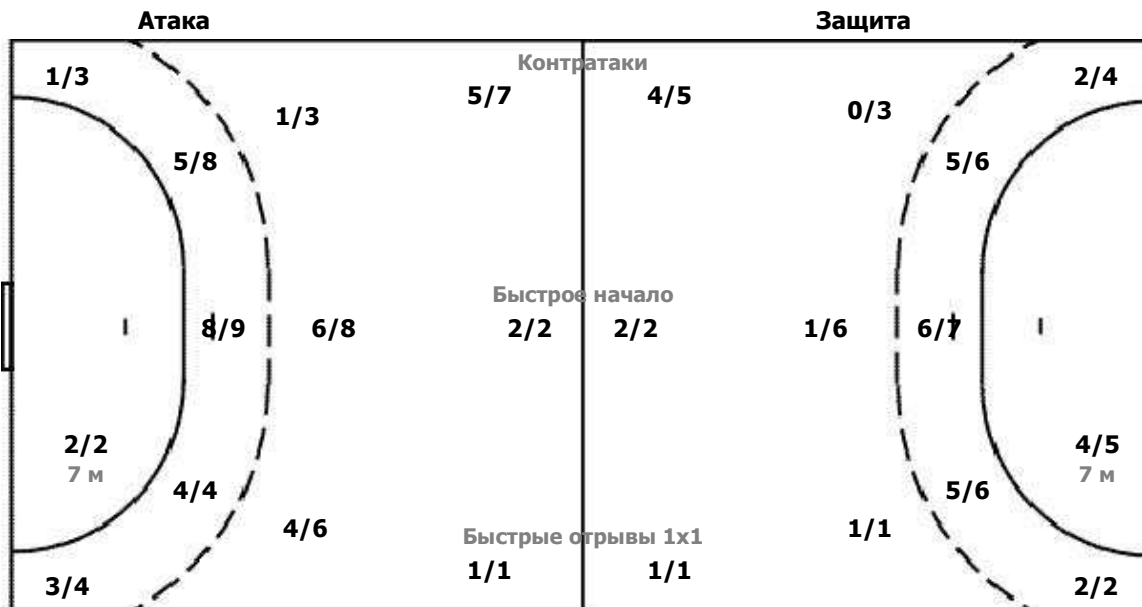 Атака Защита
Контратаки
1/3 2/4
5/7 4/5
1/3 0/3
5/8 5/6
Быстрое начало
8/9 6/8 2/2 2/2 1/6 6/7
2/2 4/5
7 м 7 м
4/4 5/6
4/6 1/1
Быстрые отрывы 1x1
1/1 1/1
3/4 2/2